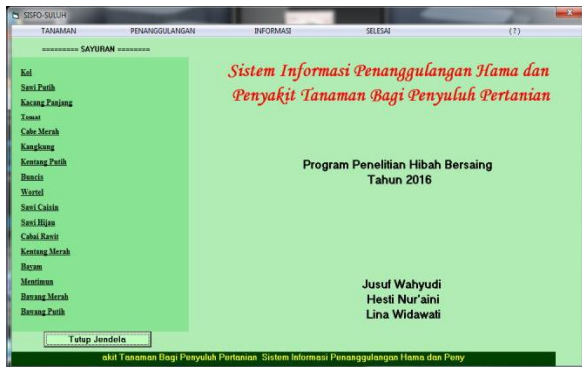 SISFO-SULUH
TANAMAN PENANGGULANGAN INFORMASI SELESAI (?)
========= SAYURAN ========
Kol
Sawi Putih
Kacang Panjang
Tomat
Cabe Merah
Kangkung
Kentang Putih
Buncis
Wortel
Sawi Caisin
Sawi Hijau
Cabai Rawit
Kentang Merah
Bayam
Mentimun
Bawang Merah
Bawang Putih
Tutup Jendela
Sistem Informasi Penanggulangan Hama dan
Penyakit Tanaman Bagi Penyuluh Pertanian
Program Penelitian Hibah Bersaing
Tahun 2016
Jusuf Wahyudi
Hesti Nur'aini
Lina Widawati
akit Tanaman Bagi Penyuluh Pertanian Sistem Informasi Penanggulangan Hama dan Peny